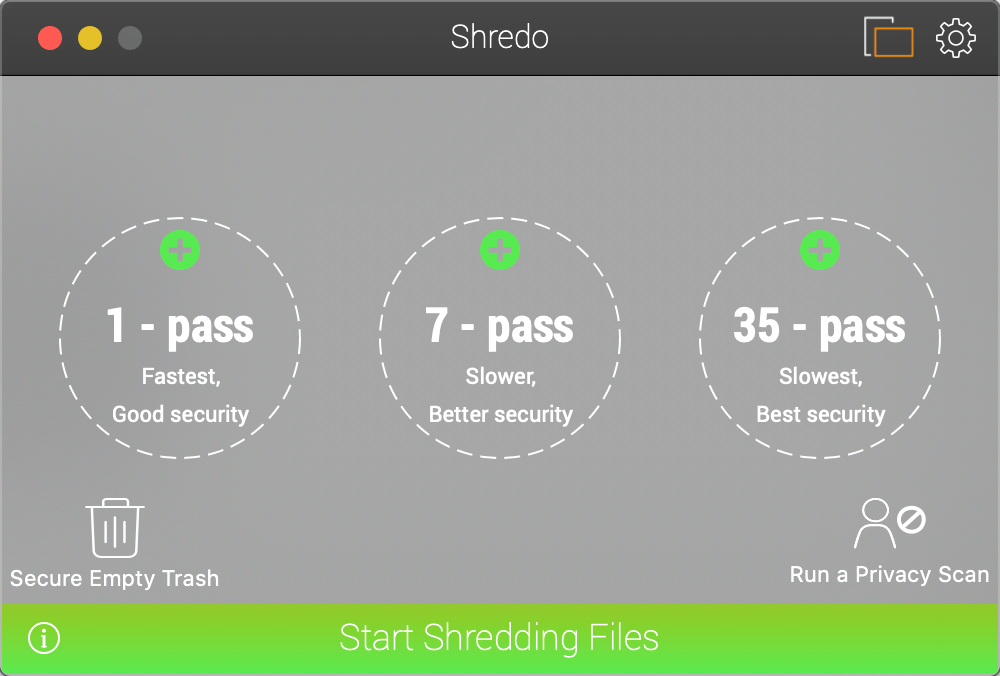 Shredo
1 - pass
Fastest,
Good security
7 - pass
Slower,
Better security
35 - pass
Slowest,
Best security
Secure Empty Trash
Run a Privacy Scan
Start Shredding Files